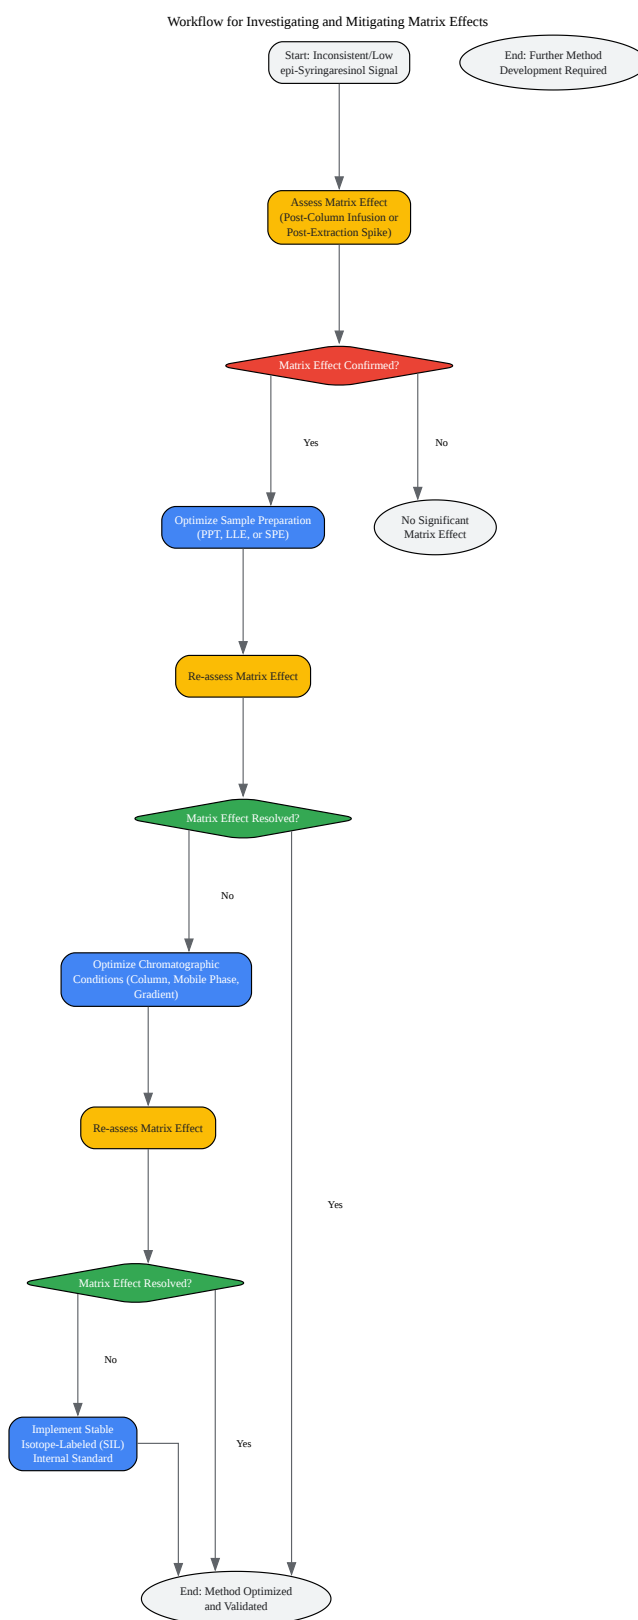 Workflow for Investigating and Mitigating Matrix Effects
Start: Inconsistent/Low
epi-Syringaresinol Signal
End: Further Method
Development Required
Assess Matrix Effect
(Post-Column Infusion or
Post-Extraction Spike)
Matrix Effect Confirmed?
Yes
No
Optimize Sample Preparation
(PPT, LLE, or SPE)
No Significant
Matrix Effect
Re-assess Matrix Effect
Matrix Effect Resolved?
No
Optimize Chromatographic
Conditions (Column, Mobile Phase,
Gradient)
Re-assess Matrix Effect
Yes
Matrix Effect Resolved?
No
Implement Stable
Isotope-Labeled (SIL)
Internal Standard
Yes
End: Method Optimized
and Validated